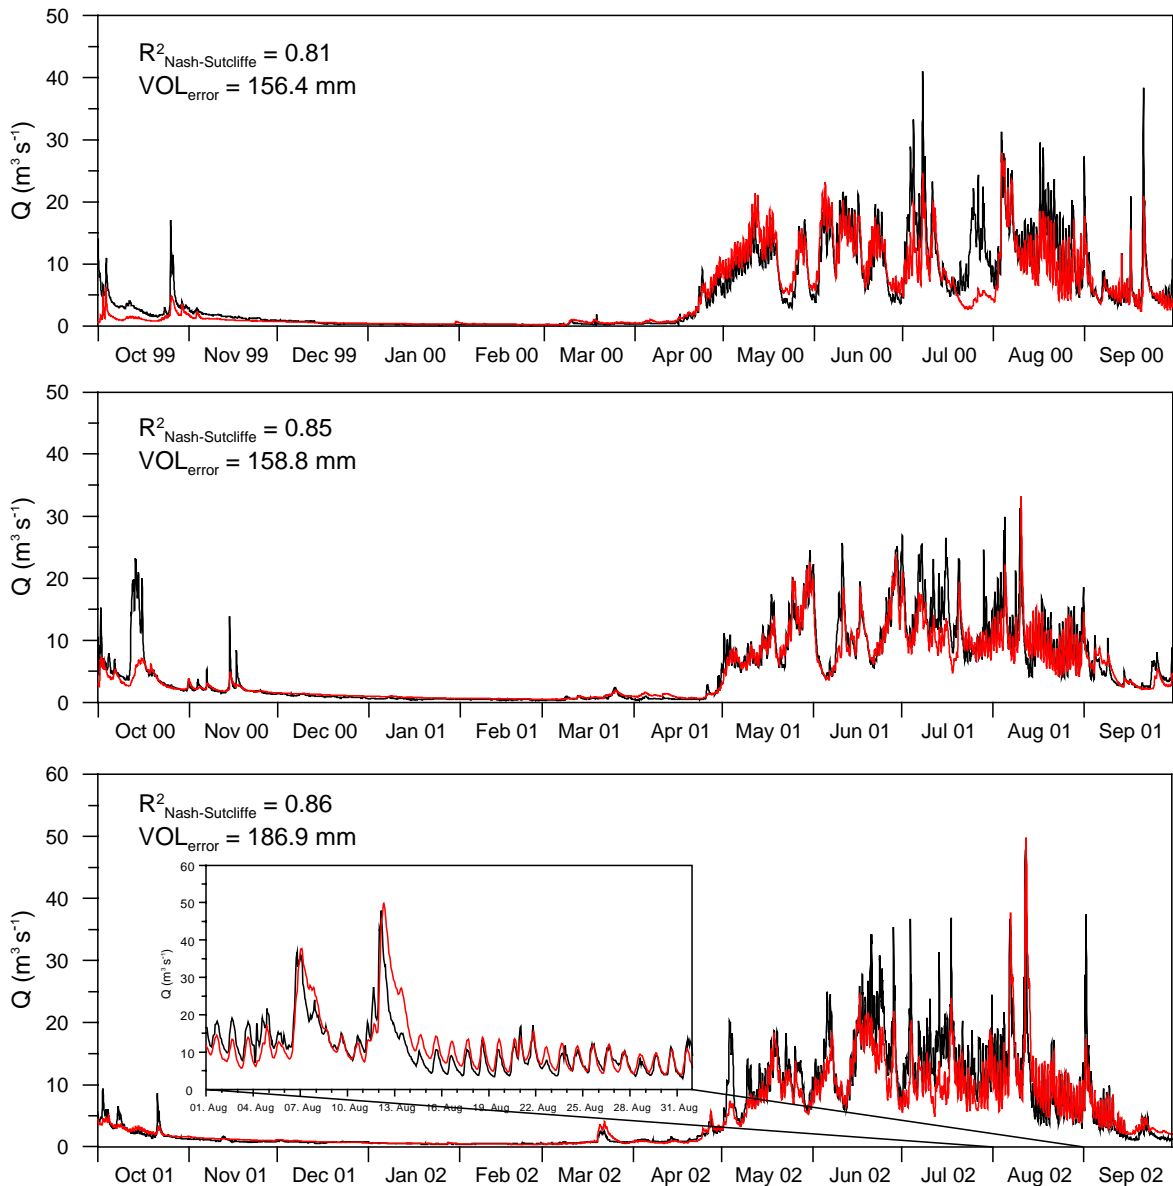 50
40
30
20
10
0
Q (m³ s⁻¹)
R²Nash-Sutcliffe = 0.81
VOLerror = 156.4 mm
Oct 99 Nov 99 Dec 99 Jan 00 Feb 00 Mar 00 Apr 00 May 00 Jun 00 Jul 00 Aug 00 Sep 00
50
40
30
20
10
0
Q (m³ s⁻¹)
R²Nash-Sutcliffe = 0.85
VOLerror = 158.8 mm
Oct 00 Nov 00 Dec 00 Jan 01 Feb 01 Mar 01 Apr 01 May 01 Jun 01 Jul 01 Aug 01 Sep 01
60
50
40
30
20
10
0
Q (m³ s⁻¹)
R²Nash-Sutcliffe = 0.86
VOLerror = 186.9 mm
60
50
40
30
20
10
0
Q (m³ s⁻¹)
01. Aug 04. Aug 07. Aug 10. Aug 13. Aug 16. Aug 19. Aug 22. Aug 25. Aug 28. Aug 31. Aug
Oct 01 Nov 01 Dec 01 Jan 02 Feb 02 Mar 02 Apr 02 May 02 Jun 02 Jul 02 Aug 02 Sep 02